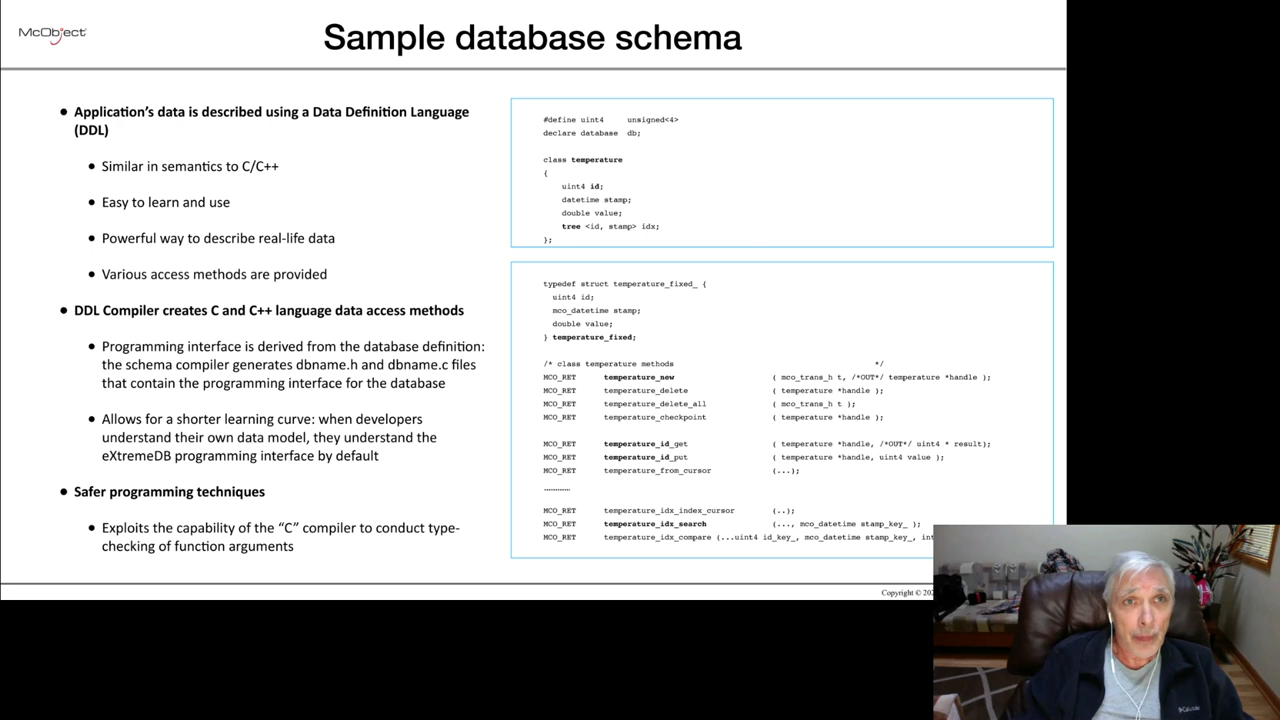 McObject
Sample database schema
● Application's data is described using a Data Definition Language
(DDL)
● Similar in semantics to C/C++
● Easy to learn and use
● Powerful way to describe real-life data
● Various access methods are provided
● DDL Compiler creates C and C++ language data access methods
● Programming interface is derived from the database definition:
the schema compiler generates dbname.h and dbname.c files
that contain the programming interface for the database
● Allows for a shorter learning curve: when developers
understand their own data model, they understand the
eXtremeDB programming interface by default
● Safer programming techniques
● Exploits the capability of the “C” compiler to conduct type-
checking of function arguments
#define uint4 unsigned<4>
declare database db;
class temperature
{
uint4 id;
datetime stamp;
double value;
tree <id, stamp> idx;
};
typedef struct temperature_fixed_ {
uint4 id;
mco_datetime stamp;
double value;
} temperature_fixed;
/* class temperature methods */
MCO_RET temperature_new ( mco_trans_h t, /*OUT*/ temperature *handle );
MCO_RET temperature_delete ( temperature *handle );
MCO_RET temperature_delete_all ( mco_trans_h t );
MCO_RET temperature_checkpoint ( temperature *handle );
MCO_RET temperature_id_get ( temperature *handle, /*OUT*/ uint4 * result);
MCO_RET temperature_id_put ( temperature *handle, uint4 value );
MCO_RET temperature_from_cursor (...);
……………
MCO_RET temperature_idx_index_cursor (..);
MCO_RET temperature_idx_search (..., mco_datetime stamp_key_ );
MCO_RET temperature_idx_compare (...uint4 id_key_, mco_datetime stamp_key_, int
Copyright © 202